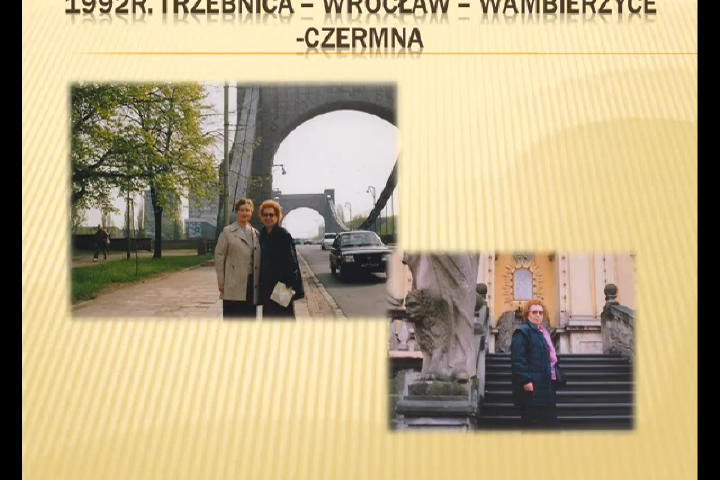 1992R. TRZEBNICA – WROCŁAW – WAMBIERZYCE
-CZERMNA